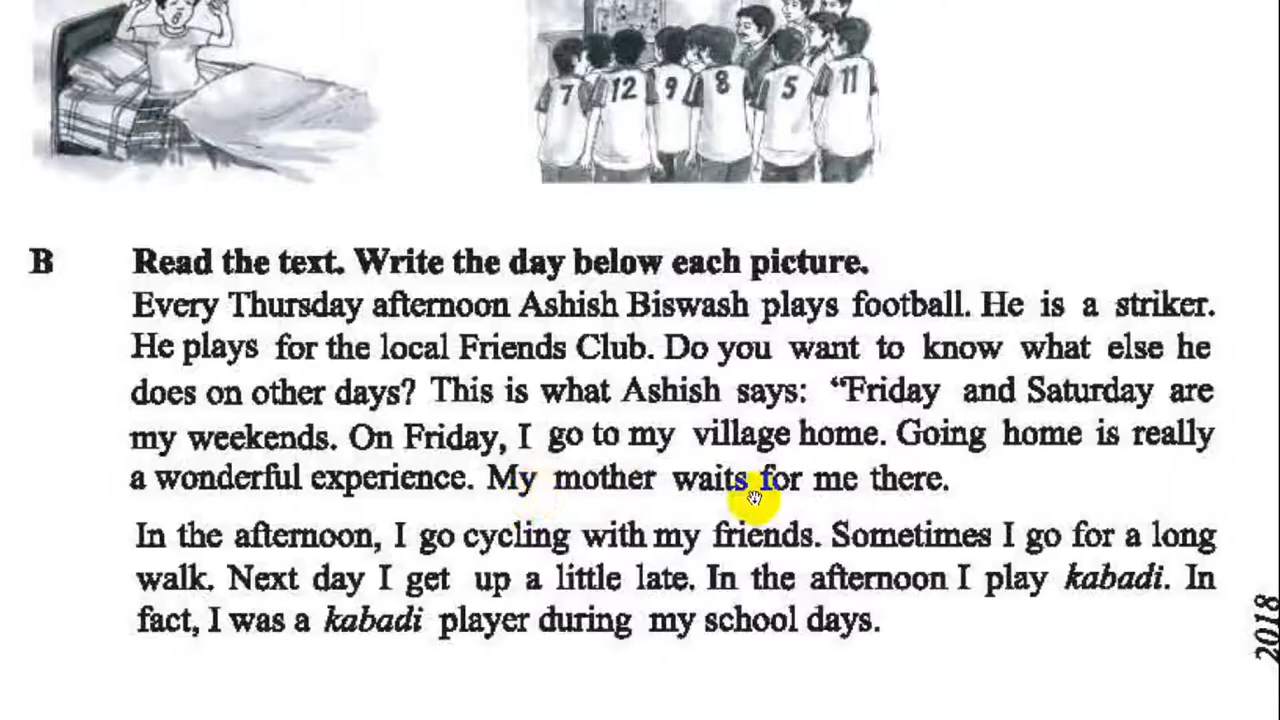 7 12 9 8 5 11
B Read the text. Write the day below each picture.
Every Thursday afternoon Ashish Biswash plays football. He is a striker.
He plays for the local Friends Club. Do you want to know what else he
does on other days? This is what Ashish says: “Friday and Saturday are
my weekends. On Friday, I go to my village home. Going home is really
a wonderful experience. My mother waits for me there.
In the afternoon, I go cycling with my friends. Sometimes I go for a long
walk. Next day I get up a little late. In the afternoon I play kabadi. In
fact, I was a kabadi player during my school days.
2018